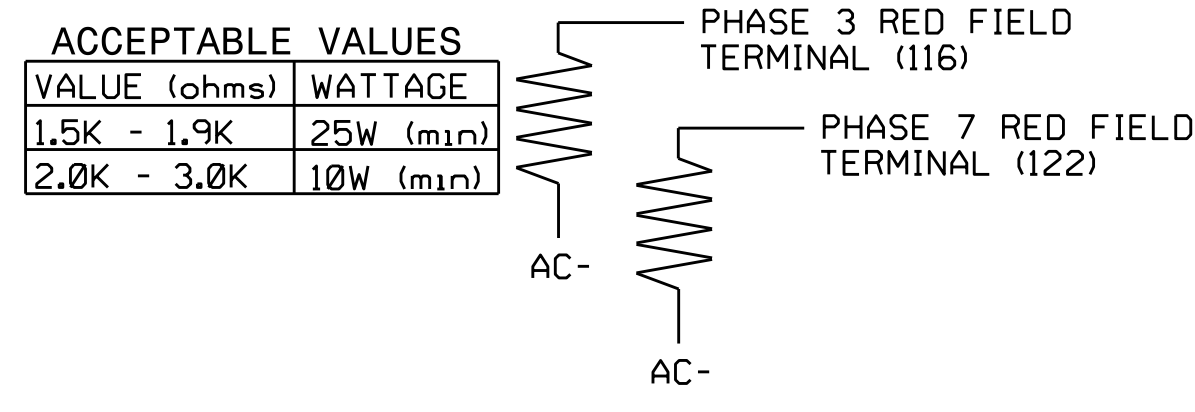 ACCEPTABLE VALUES
VALUE (ohms) WATTAGE
1.5K - 1.9K 25W (min)
2.0K - 3.0K 10W (min)
PHASE 3 RED FIELD
TERMINAL (116)
AC-
PHASE 7 RED FIELD
TERMINAL (122)
AC-